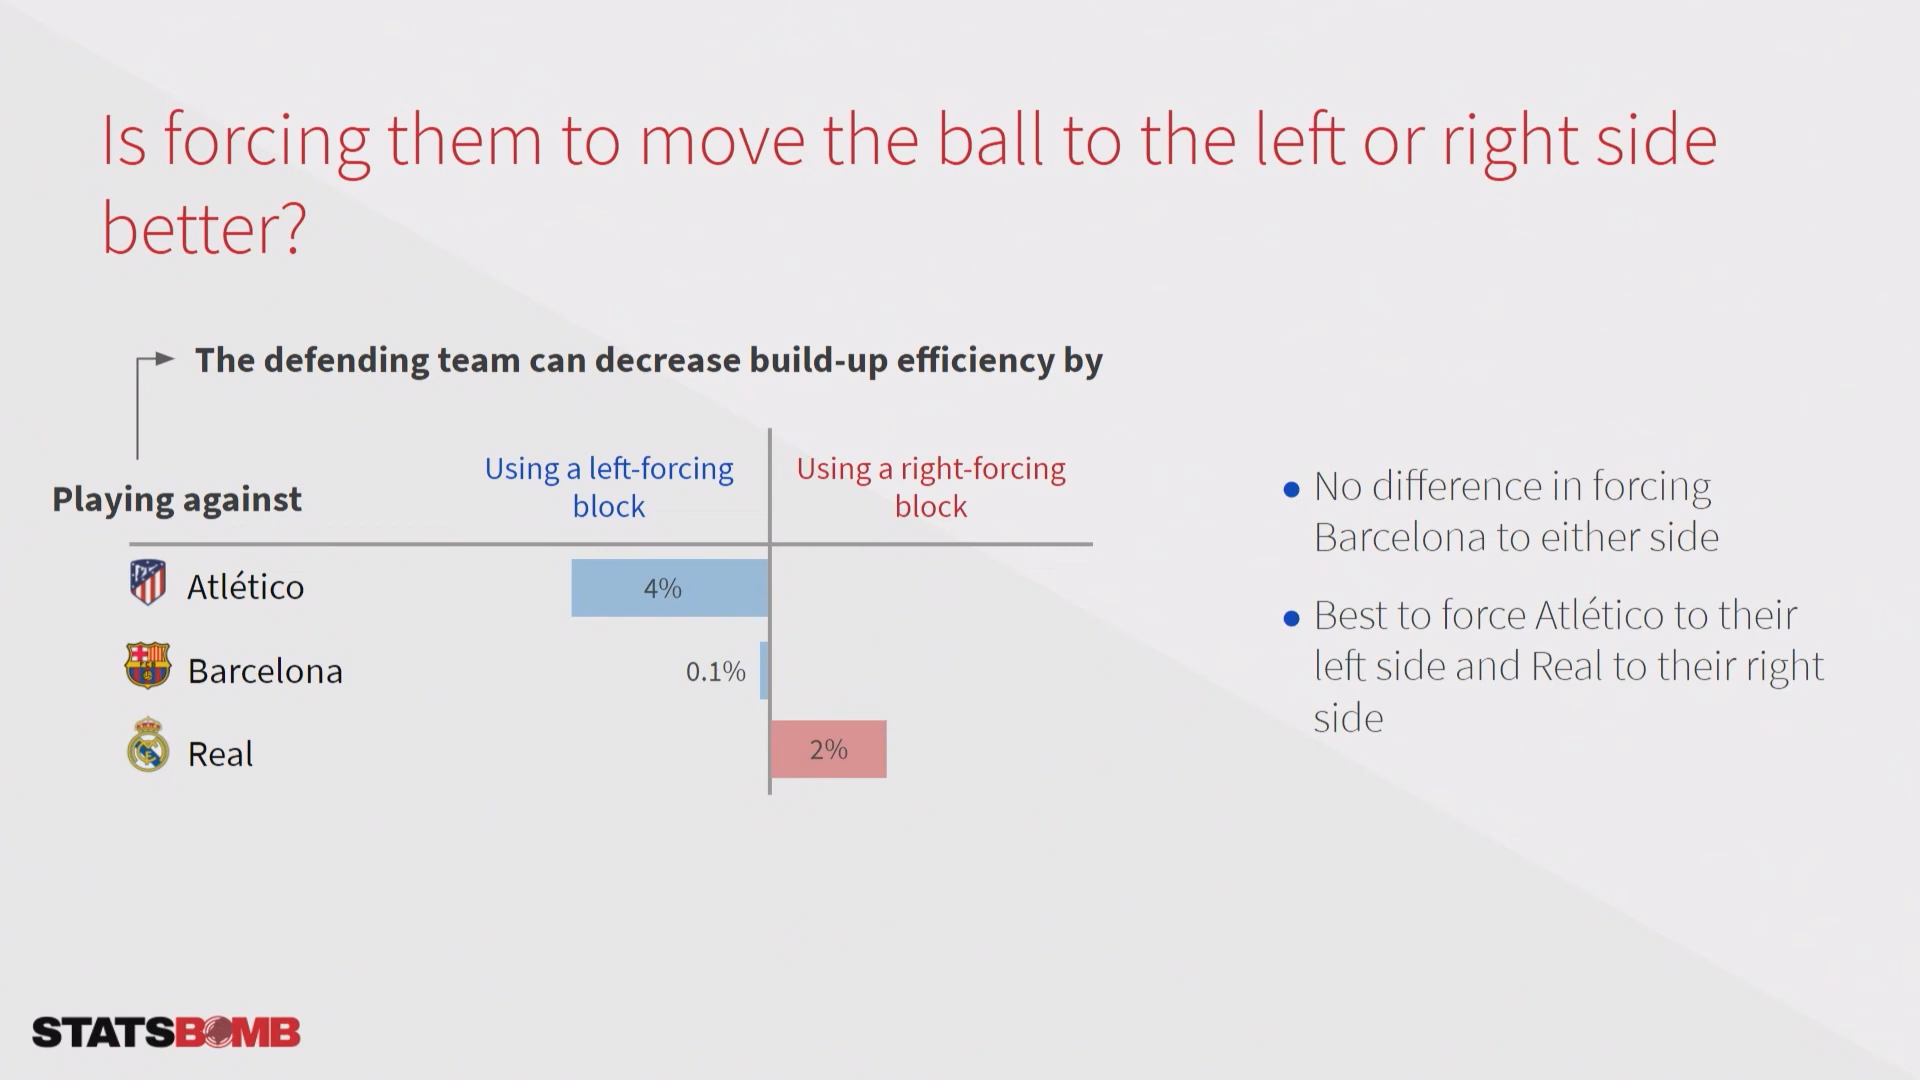 Is forcing them to move the ball to the left or right side
better?
The defending team can decrease build-up efficiency by
Playing against
Using a left-forcing
block
Using a right-forcing
block
Atlético
4%
Barcelona
0.1%
Real
2%
● No difference in forcing
Barcelona to either side
● Best to force Atlético to their
left side and Real to their right
side
STATSBOMB